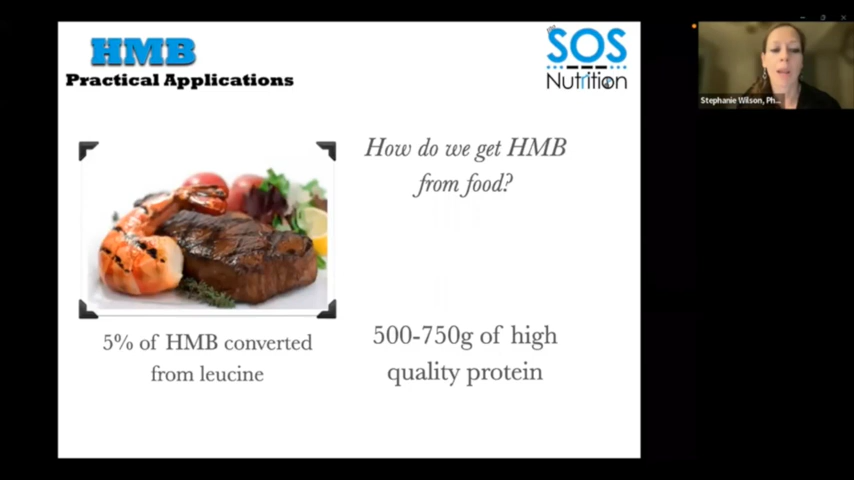 HMB
Practical Applications
SOS
Nutrition
Stephanie Wilson, Ph...
How do we get HMB
from food?
5% of HMB converted
from leucine
500-750g of high
quality protein